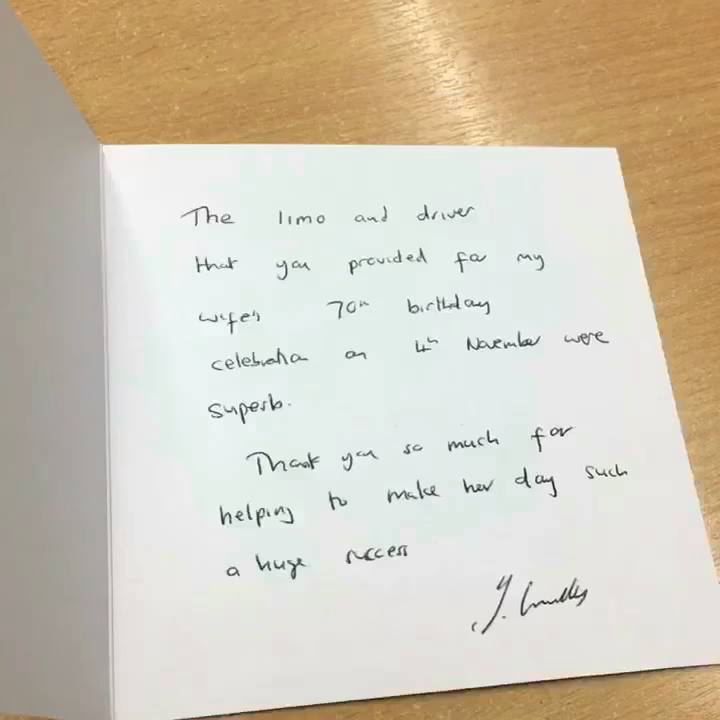 The limo and driver
that you provided for my
wife's 70th birthday
celebration on 4th November were
superb.
Thank you so much for
helping to make her day such
a huge success